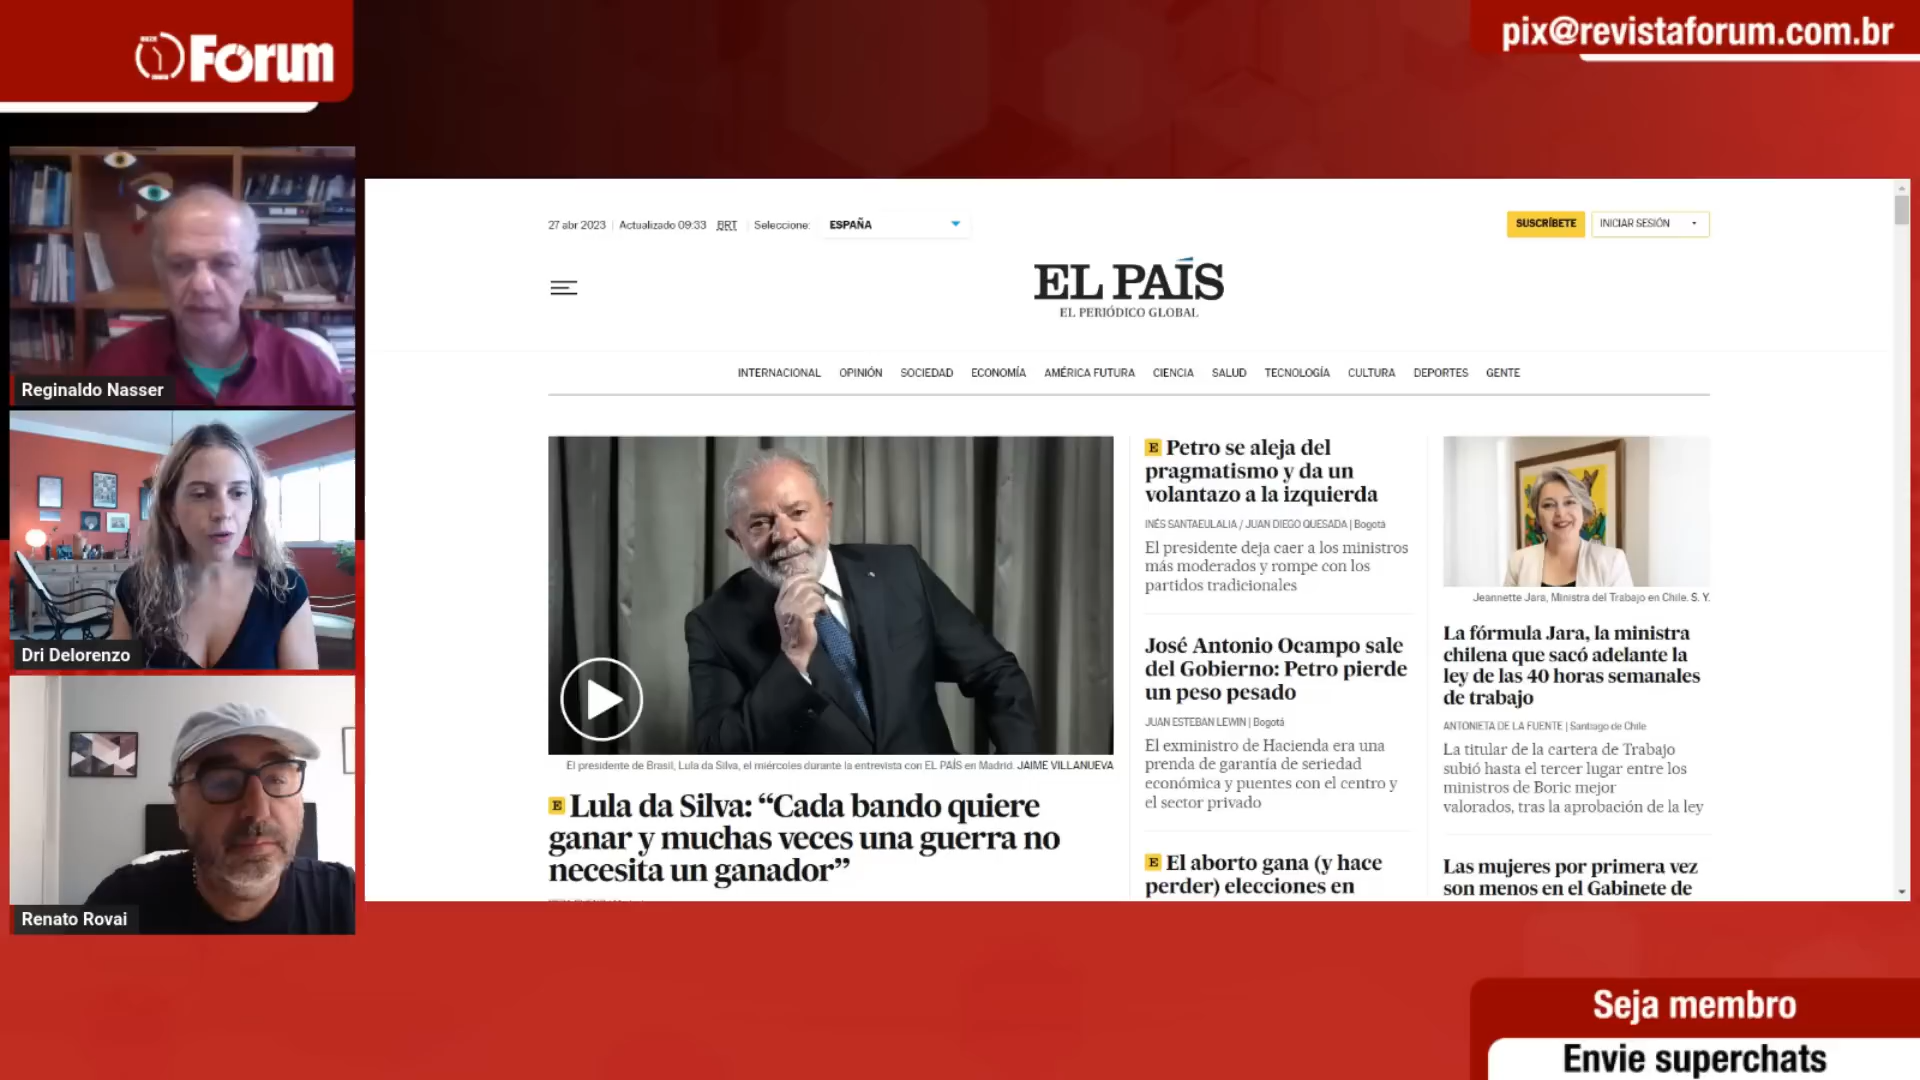 Forum
pix@revistaforum.com.br
Reginaldo Nasser
Dri Delorenzo
Renato Rovai
27 abr 2023 | Actualizado 09:33 BRT | Seleccione: ESPAÑA
SUSCRÍBETE
INICIAR SESIÓN
EL PAÍS
EL PERIÓDICO GLOBAL
INTERNACIONAL OPINIÓN SOCIEDAD ECONOMÍA AMÉRICA FUTURA CIENCIA SALUD TECNOLOGÍA CULTURA DEPORTES GENTE
El presidente de Brasil, Lula da Silva, el miércoles durante la entrevista con EL PAÍS en Madrid. JAIME VILLANUEVA
E Lula da Silva: “Cada bando quiere
ganar y muchas veces una guerra no
necesita un ganador”
E Petro se aleja del
pragmatismo y da un
volantazo a la izquierda
INÉS SANTAEULALIA / JUAN DIEGO QUESADA | Bogotá
El presidente deja caer a los ministros
más moderados y rompe con los
partidos tradicionales
José Antonio Ocampo sale
del Gobierno: Petro pierde
un peso pesado
JUAN ESTEBAN LEWIN | Bogotá
El exministro de Hacienda era una
prenda de garantía de seriedad
económica y puentes con el centro y
el sector privado
E El aborto gana (y hace
perder) elecciones en
Jeannette Jara, Ministra del Trabajo en Chile. S. Y.
La fórmula Jara, la ministra
chilena que sacó adelante la
ley de las 40 horas semanales
de trabajo
ANTONIETA DE LA FUENTE | Santiago de Chile
La titular de la cartera de Trabajo
subió hasta el tercer lugar entre los
ministros de Boric mejor
valorados, tras la aprobación de la ley
Las mujeres por primera vez
son menos en el Gabinete de
Seja membro
Envie superchats